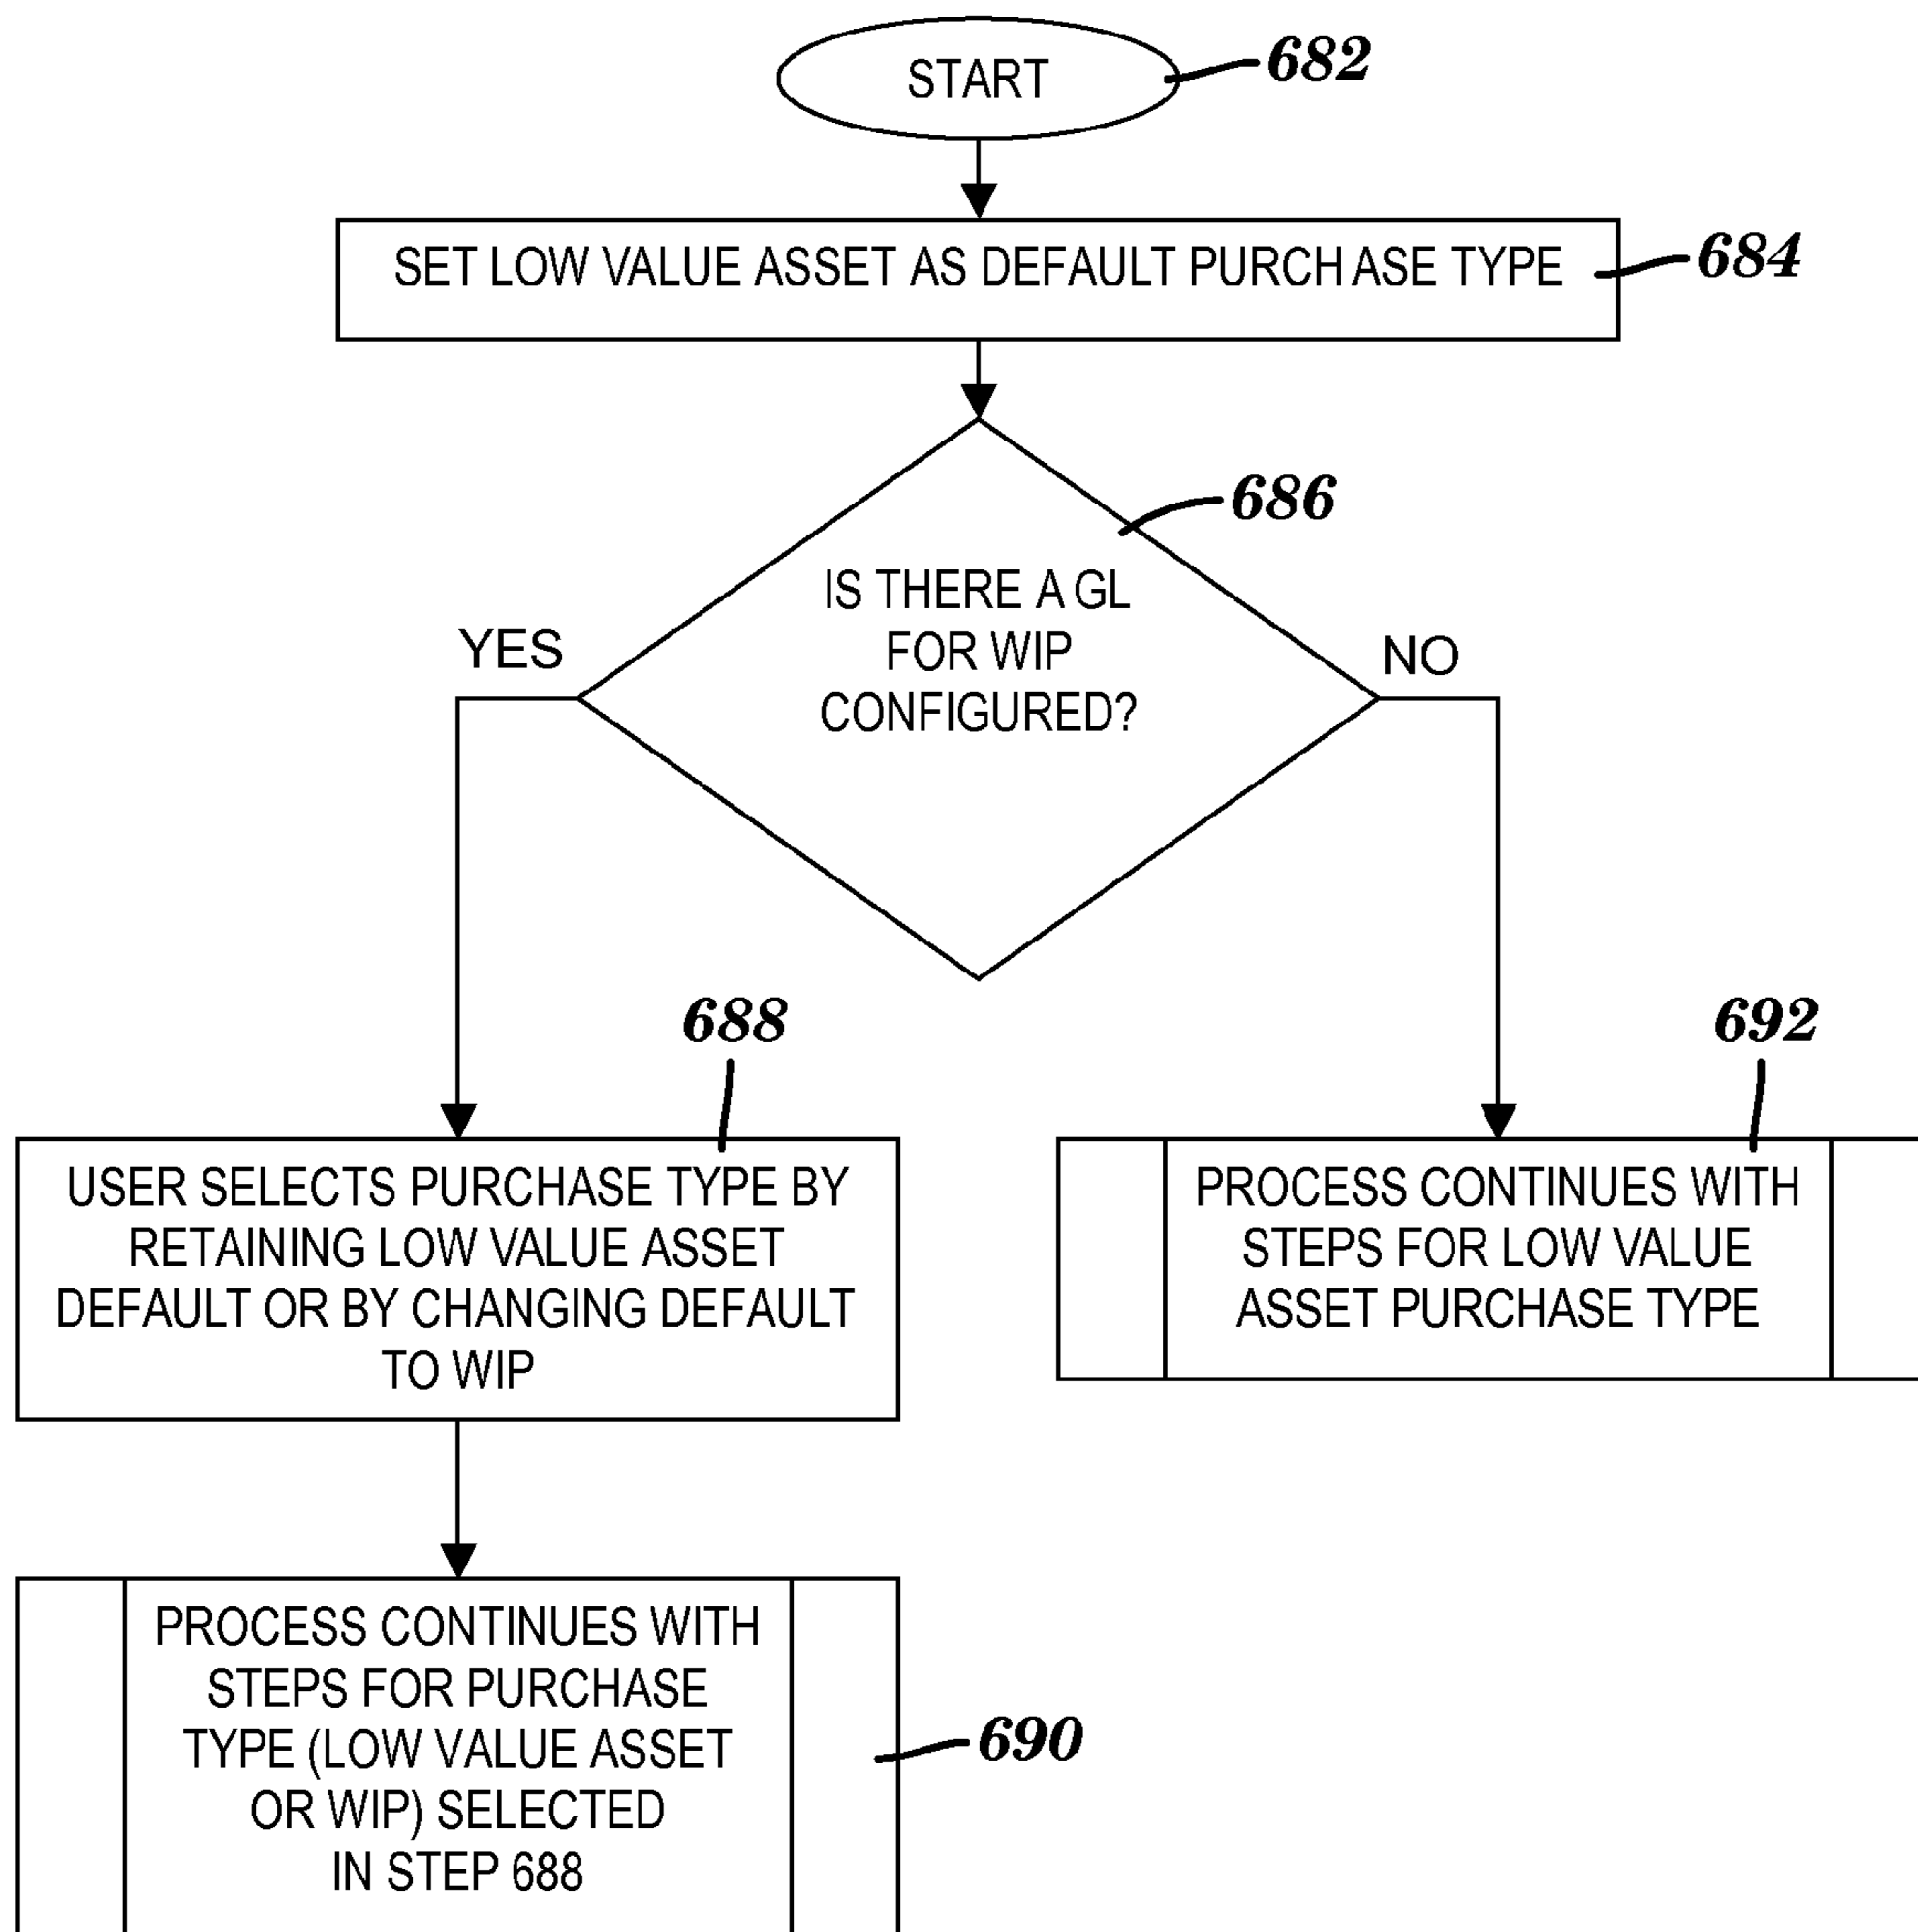 START
682
SET LOW VALUE ASSET AS DEFAULT PURCHASE TYPE
684
686
IS THERE A GL
FOR WIP
CONFIGURED?
YES
NO
688
692
USER SELECTS PURCHASE TYPE BY
RETAINING LOW VALUE ASSET
DEFAULT OR BY CHANGING DEFAULT
TO WIP
PROCESS CONTINUES WITH
STEPS FOR LOW VALUE
ASSET PURCHASE TYPE
PROCESS CONTINUES WITH
STEPS FOR PURCHASE
TYPE (LOW VALUE ASSET
OR WIP) SELECTED
IN STEP 688
690